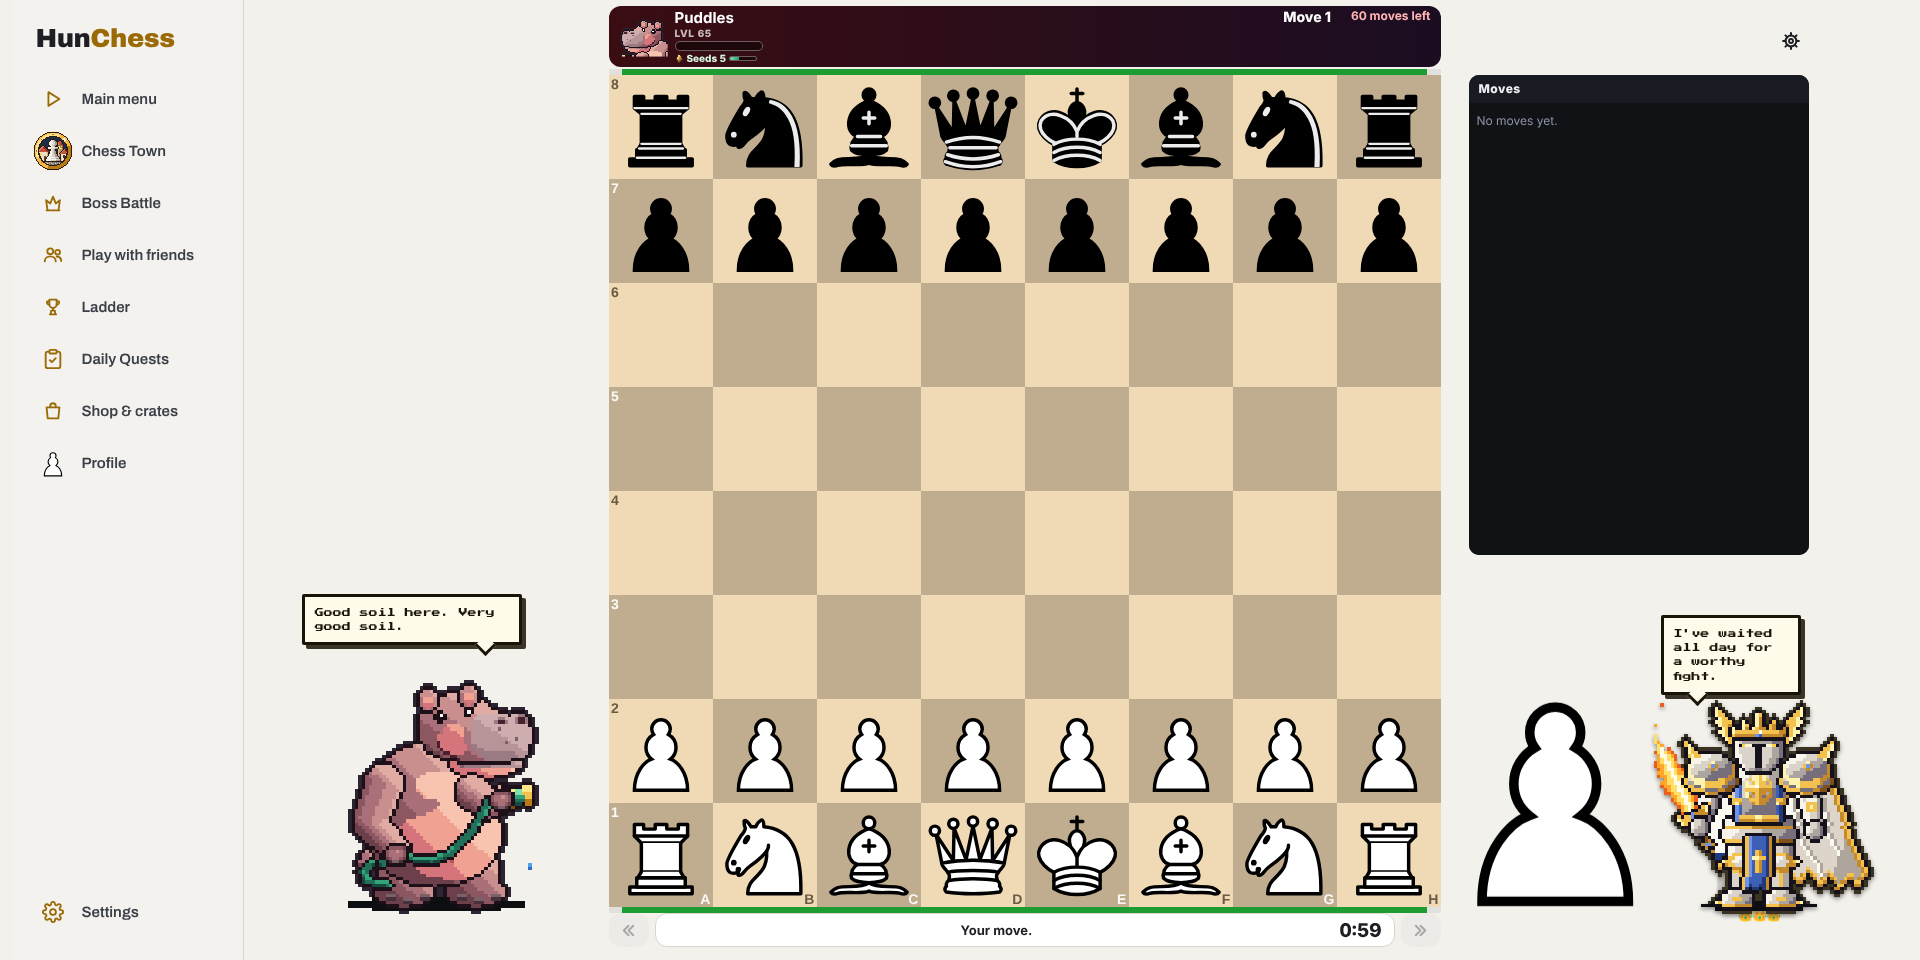 HunChess
Main menu
Chess Town
Boss Battle
Play with friends
Ladder
Daily Quests
Shop & crates
Profile
Settings
Good soil here. Very
good soil.
Puddles
LVL 65
Seeds 5
Move 1
60 moves left
8
7
6
5
4
3
2
1
A
B
C
D
E
F
G
H
Your move.
0:59
Moves
No moves yet.
I've waited
all day for
a worthy
fight.